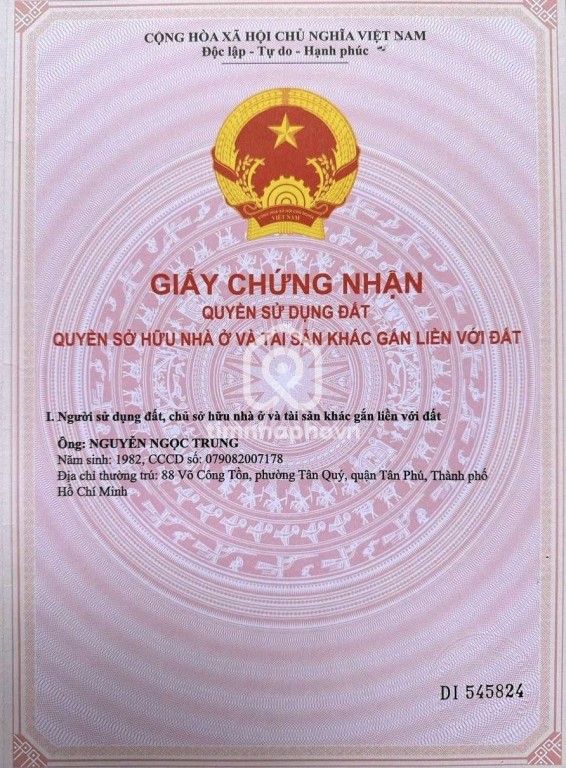 CỘNG HÒA XÃ HỘI CHỦ NGHĨA VIỆT NAM
Độc lập - Tự do - Hạnh phúc
VIỆT NAM
GIẤY CHỨNG NHẬN
QUYỀN SỬ DỤNG ĐẤT
QUYỀN SỞ HỮU NHÀ Ở VÀ TÀI SẢN KHÁC GẮN LIỀN VỚI ĐẤT
I. Người sử dụng đất, chủ sở hữu nhà ở và tài sản khác gắn liền với đất
timnhaphovn
Ông: NGUYỄN NGỌC TRUNG
Năm sinh: 1982, CCCD số: 079082007178
Địa chỉ thường trú: 88 Võ Công Tồn, phường Tân Quý, quận Tân Phú, Thành phố
Hồ Chí Minh
DI 545824